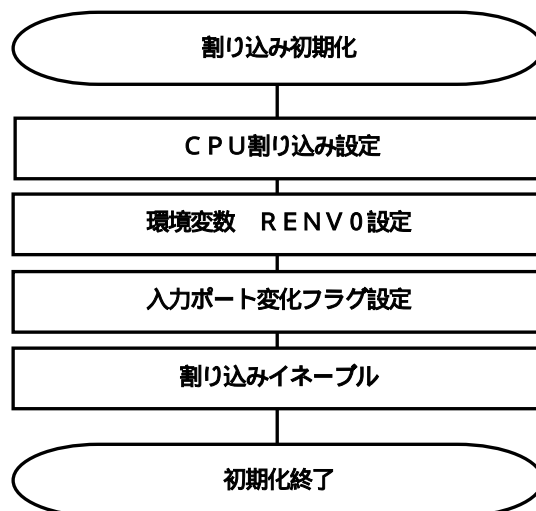 割り込み初期化
ＣＰＵ割り込み設定
環境変数　ＲＥＮＶ０設定
入力ポート変化フラグ設定
割り込みイネーブル
初期化終了